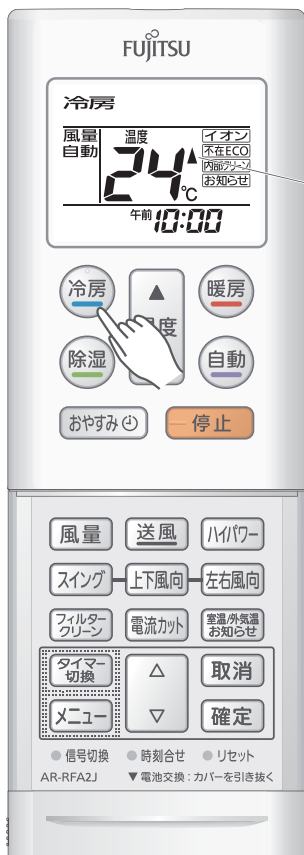 FUJITSU
冷房
風量 温度 イオン
自動 24▲ 不在ECO
内部クリーン
℃ お知らせ
午前 10:00
冷房 ▲ 暖房
度
除湿 自動
おやすみ 停止
風量 送風 ハイパワー
スイング 上下風向 左右風向
フィルター
クリーン 電流カット 室温/外気温
お知らせ
タイマー
切換 △ 取消
メニュー ▽ 確定
信号切換 時刻合せ リセット
AR-RFA2J ▼電池交換:カバーを引き抜く